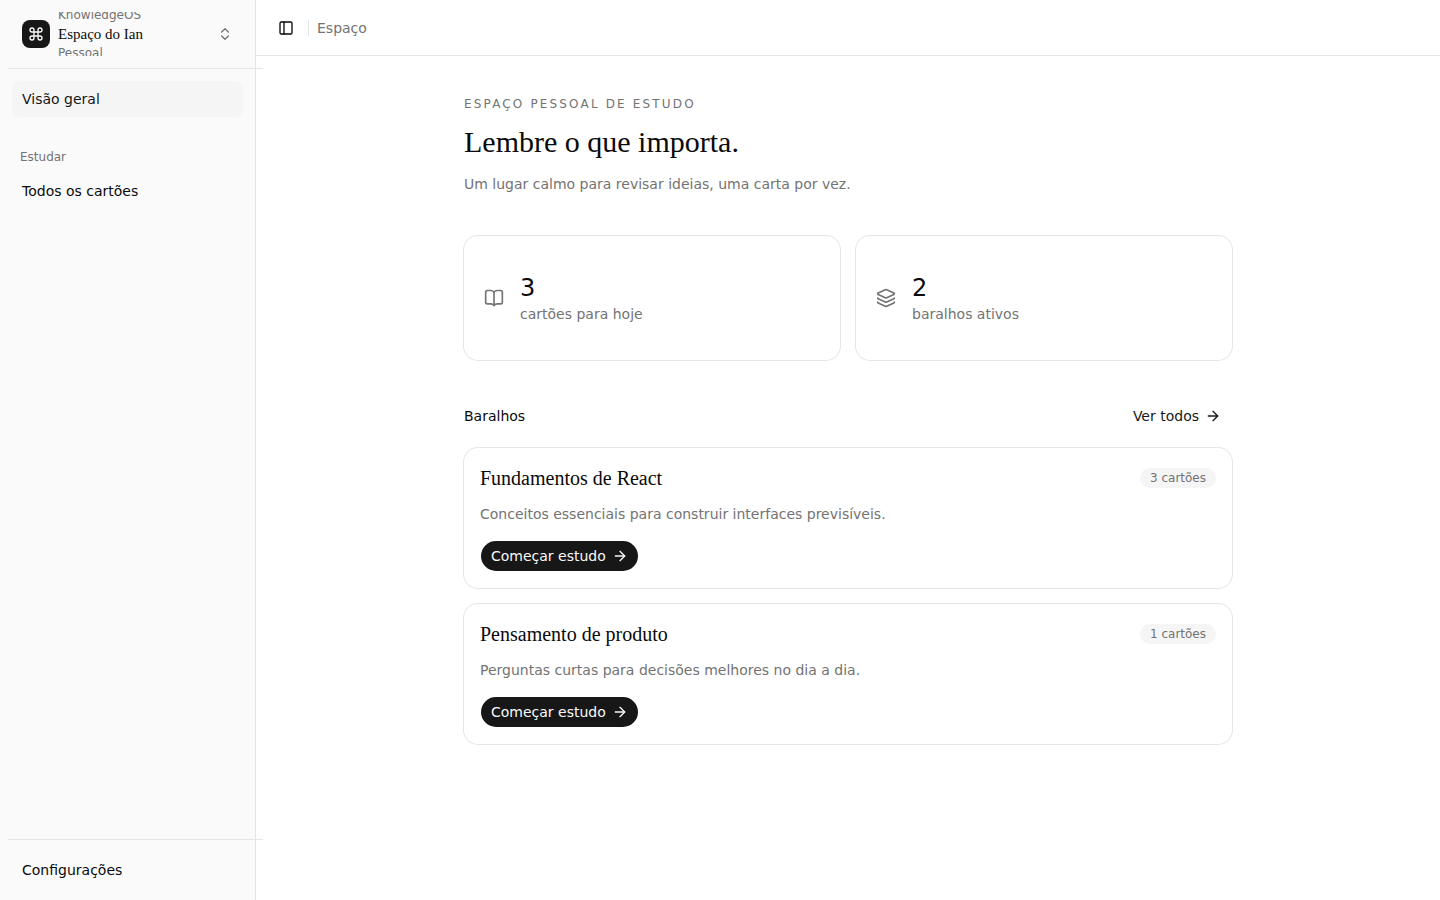 KnowledgeOS
Espaço do Ian
Pessoal
Visão geral
Estudar
Todos os cartões
Configurações
Espaço
ESPAÇO PESSOAL DE ESTUDO
Lembre o que importa.
Um lugar calmo para revisar ideias, uma carta por vez.
3
cartões para hoje
2
baralhos ativos
Baralhos
Ver todos
Fundamentos de React
3 cartões
Conceitos essenciais para construir interfaces previsíveis.
Começar estudo
Pensamento de produto
1 cartões
Perguntas curtas para decisões melhores no dia a dia.
Começar estudo